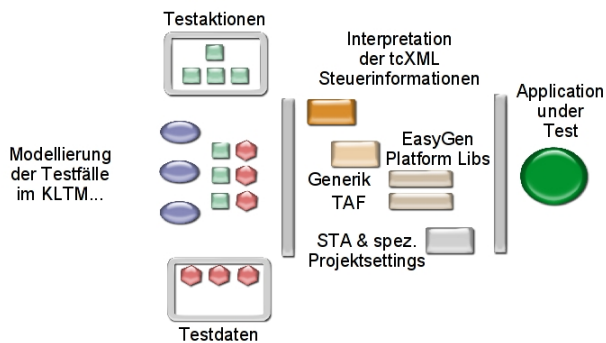 Testaktionen
Interpretation
der tcXML
Steuerinformationen
Application
under
Test
EasyGen
Platform Libs
Modellierung
der Testfälle
im KLTM...
Generik
TAF
STA & spez.
Projektsettings
Testdaten